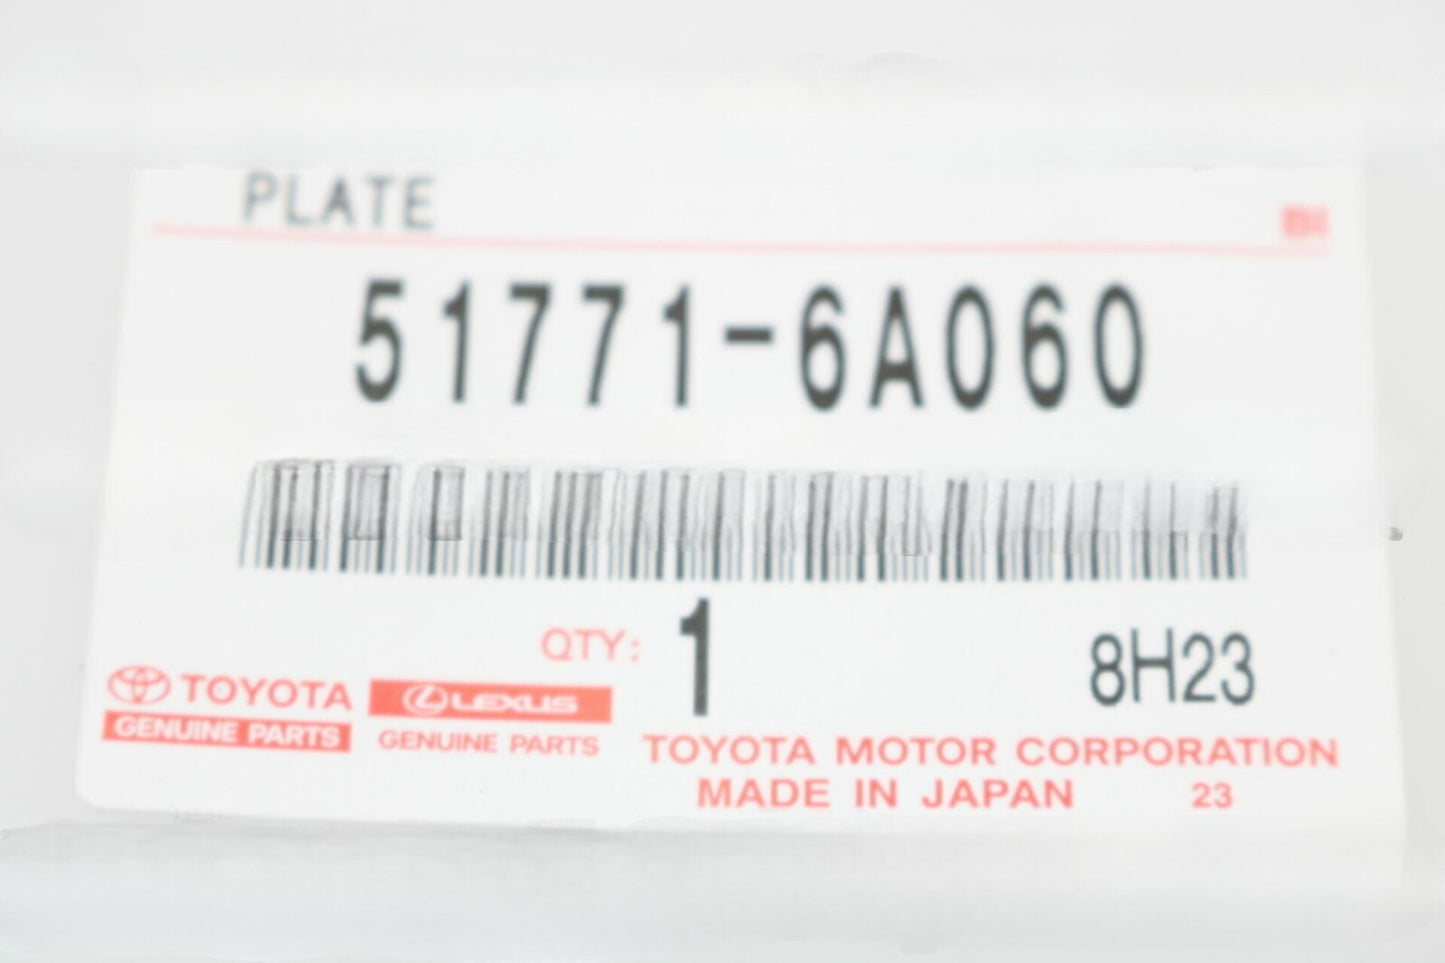 PLATE
51771-6A060
QTY: 1
8H23
TOYOTA
GENUINE PARTS
LEXUS
GENUINE PARTS
TOYOTA MOTOR CORPORATION
MADE IN JAPAN 23